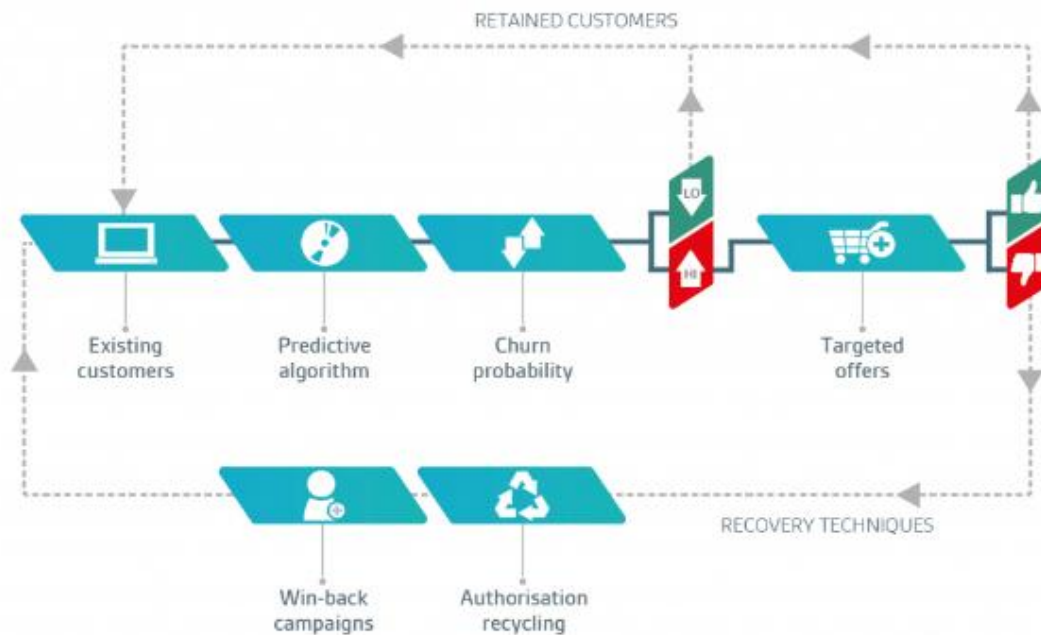 RETAINED CUSTOMERS
LO
HI
Existing
customers
Predictive
algorithm
Churn
probability
Targeted
offers
RECOVERY TECHNIQUES
Win-back
campaigns
Authorisation
recycling